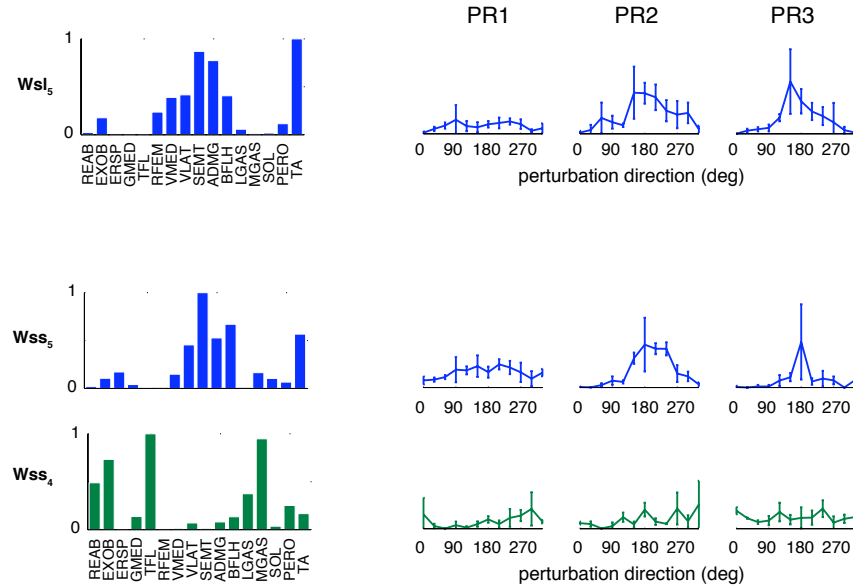 PR1 PR2 PR3
1
Wsl5
0
REAB EXOB ERSP GMED TFL RFEM VMED VLAT SEMT ADMG BFLH LGAS MGAS SOL PERO TA
0 90 180 270 0 90 180 270 0 90 180 270
perturbation direction (deg)
1
Wss5
0
0 90 180 270 0 90 180 270 0 90 180 270
1
Wss4
0
REAB EXOB ERSP GMED TFL RFEM VMED VLAT SEMT ADMG BFLH LGAS MGAS SOL PERO TA
0 90 180 270 0 90 180 270 0 90 180 270
perturbation direction (deg)